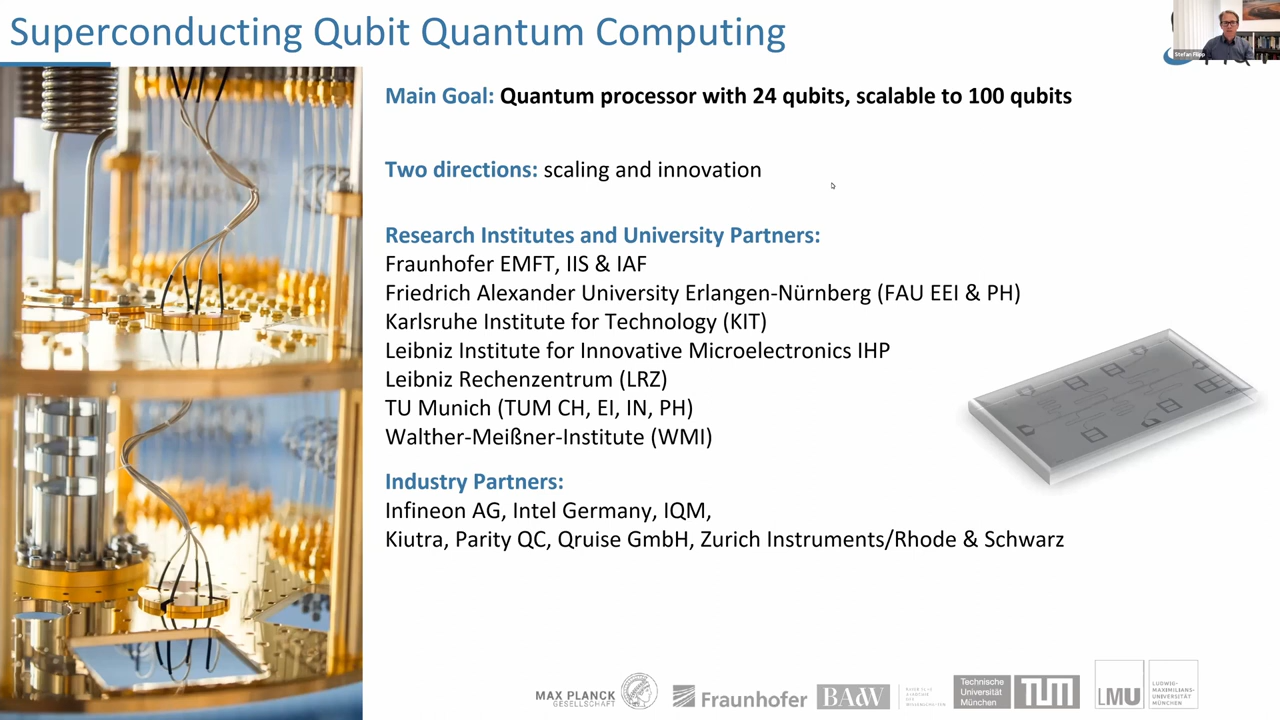 Superconducting Qubit Quantum Computing
Stefan Filipp
Main Goal: Quantum processor with 24 qubits, scalable to 100 qubits
Two directions: scaling and innovation
Research Institutes and University Partners:
Fraunhofer EMFT, IIS & IAF
Friedrich Alexander University Erlangen-Nürnberg (FAU EEI & PH)
Karlsruhe Institute for Technology (KIT)
Leibniz Institute for Innovative Microelectronics IHP
Leibniz Rechenzentrum (LRZ)
TU Munich (TUM CH, EI, IN, PH)
Walther-Meißner-Institute (WMI)
Industry Partners:
Infineon AG, Intel Germany, IQM,
Kiutra, Parity QC, Qruise GmbH, Zurich Instruments/Rhode & Schwarz
MAX PLANCK
GESELLSCHAFT
Fraunhofer
BAdW
Technische
Universität
München
TUM
LMU
LUDWIG-
MAXIMILIANS-
UNIVERSITÄT
MÜNCHEN